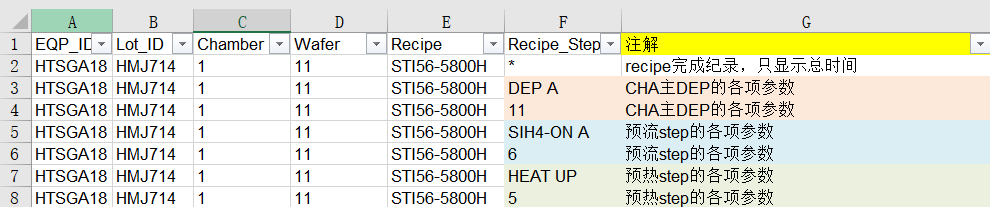 A B C D E F G
1 EQP_ID Lot_ID Chamber Wafer Recipe Recipe_Step 注解
2 HTSGA18 HMJ714 1 11 STI56-5800H * recipe完成纪录，只显示总时间
3 HTSGA18 HMJ714 1 11 STI56-5800H DEP A CHA主DEP的各项参数
4 HTSGA18 HMJ714 1 11 STI56-5800H 11 CHA主DEP的各项参数
5 HTSGA18 HMJ714 1 11 STI56-5800H SIH4-ON A 预流step的各项参数
6 HTSGA18 HMJ714 1 11 STI56-5800H 6 预流step的各项参数
7 HTSGA18 HMJ714 1 11 STI56-5800H HEAT UP 预热step的各项参数
8 HTSGA18 HMJ714 1 11 STI56-5800H 5 预热step的各项参数